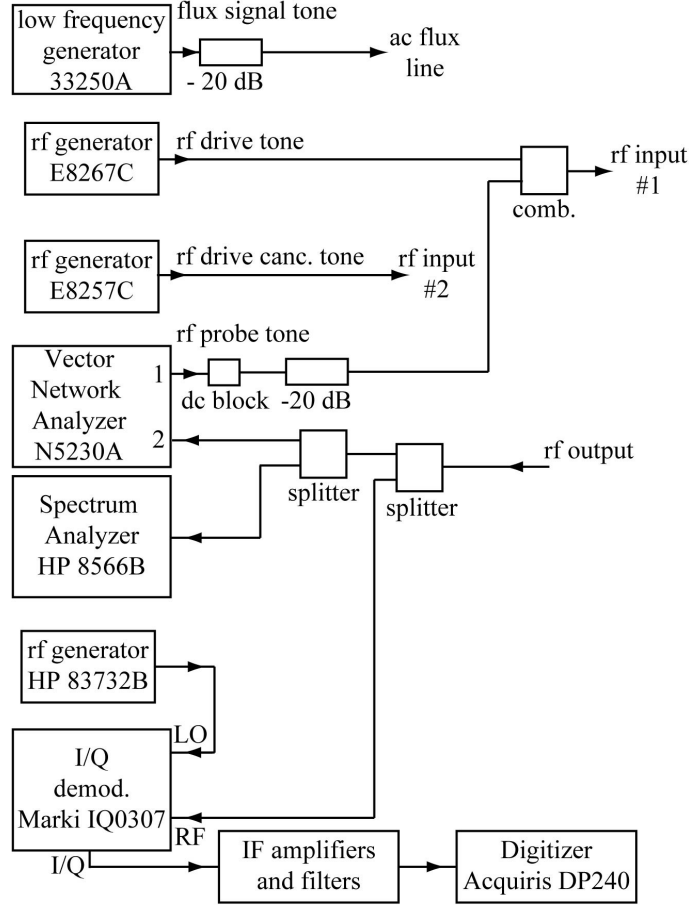 low frequency
generator
33250A
flux signal tone
- 20 dB
ac flux
line
rf generator
E8267C
rf drive tone
comb.
rf input
#1
rf generator
E8257C
rf drive canc. tone
rf input
#2
rf probe tone
Vector
Network
Analyzer
N5230A
1
2
dc block
-20 dB
splitter
splitter
rf output
Spectrum
Analyzer
HP 8566B
rf generator
HP 83732B
LO
I/Q
demod.
Marki IQ0307
RF
I/Q
IF amplifiers
and filters
Digitizer
Acquiris DP240